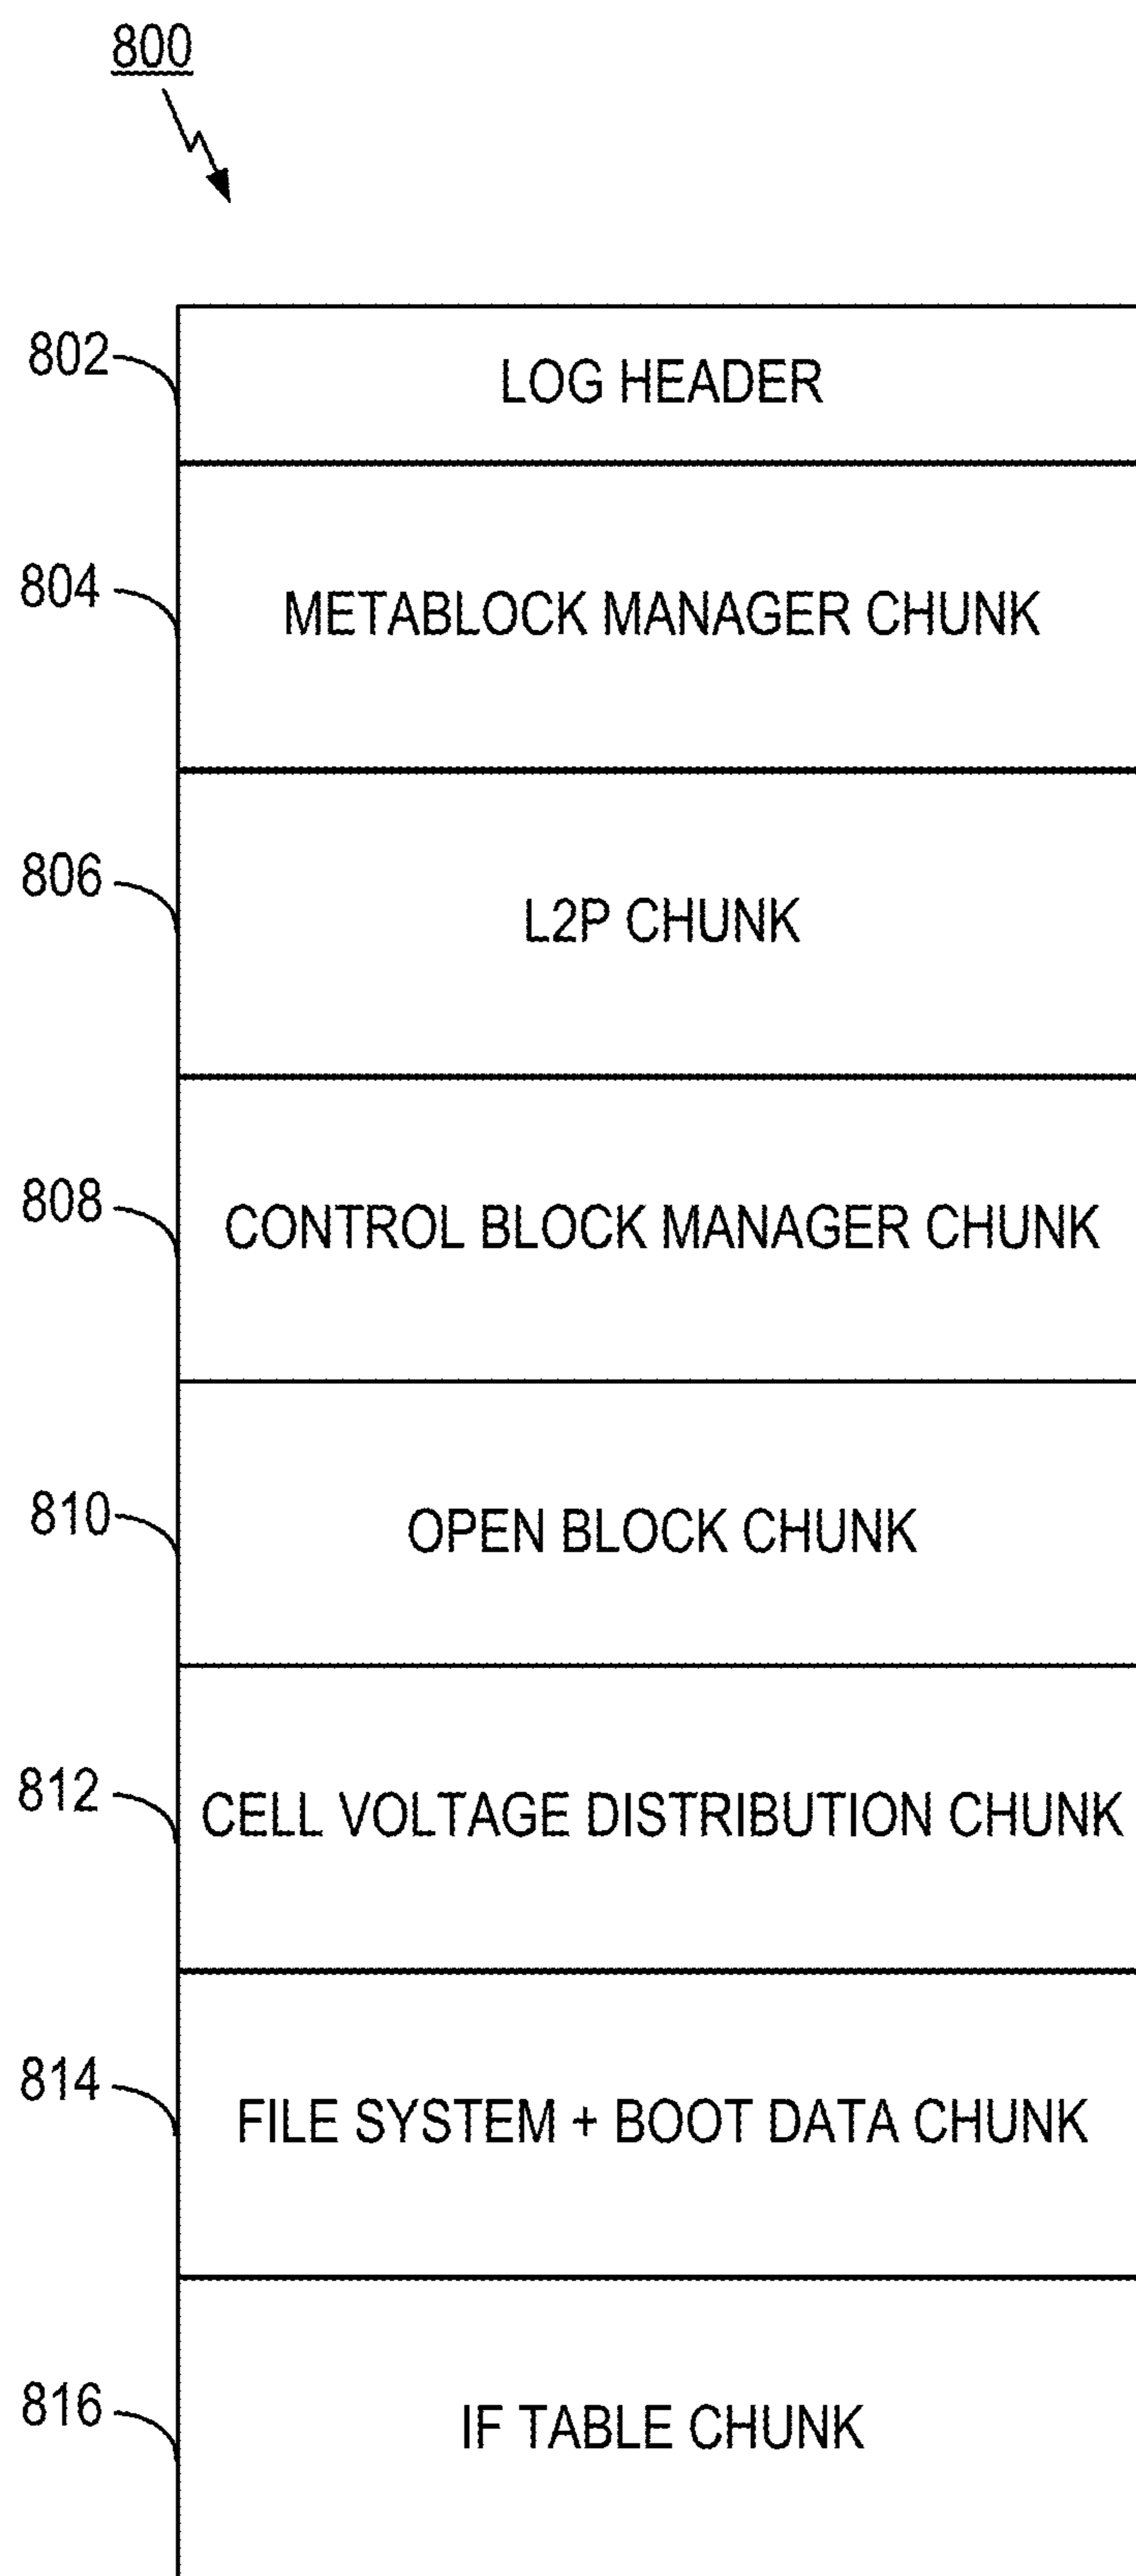 800
802
LOG HEADER
804
METABLOCK MANAGER CHUNK
806
L2P CHUNK
808
CONTROL BLOCK MANAGER CHUNK
810
OPEN BLOCK CHUNK
812
CELL VOLTAGE DISTRIBUTION CHUNK
814
FILE SYSTEM + BOOT DATA CHUNK
816
IF TABLE CHUNK